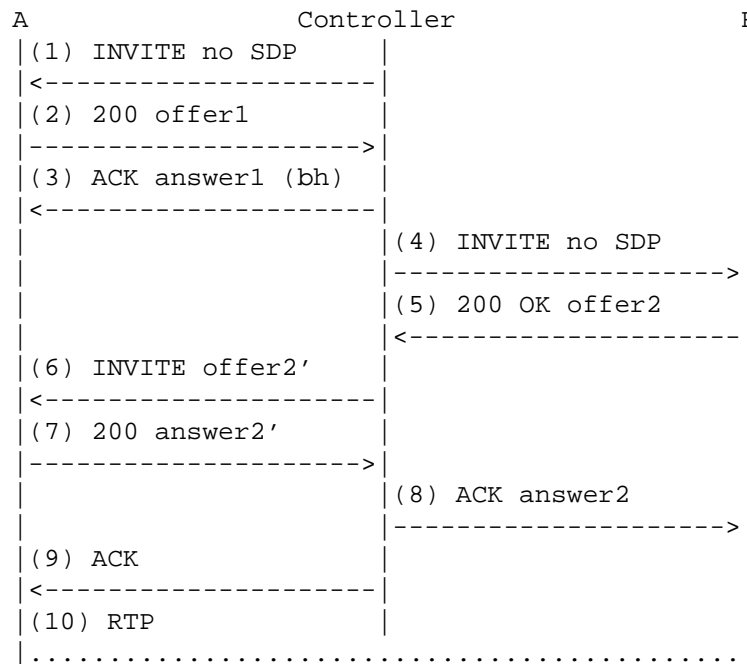 A Controller
(1) INVITE no SDP
(2) 200 offer1
(3) ACK answer1 (bh)
(4) INVITE no SDP
(5) 200 OK offer2
(6) INVITE offer2'
(7) 200 answer2'
(8) ACK answer2
(9) ACK
(10) RTP